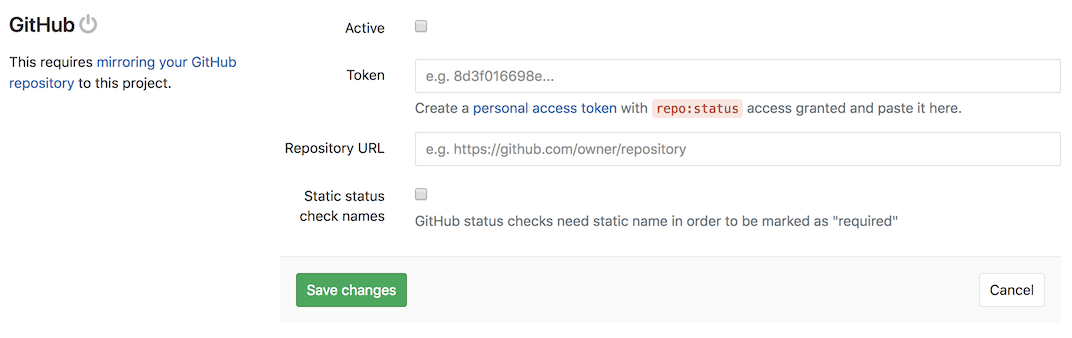 GitHub
This requires mirroring your GitHub
repository to this project.
Active
Token
e.g. 8d3f016698e...
Create a personal access token with repo:status access granted and paste it here.
Repository URL
e.g. https://github.com/owner/repository
Static status
check names
GitHub status checks need static name in order to be marked as "required"
Save changes
Cancel